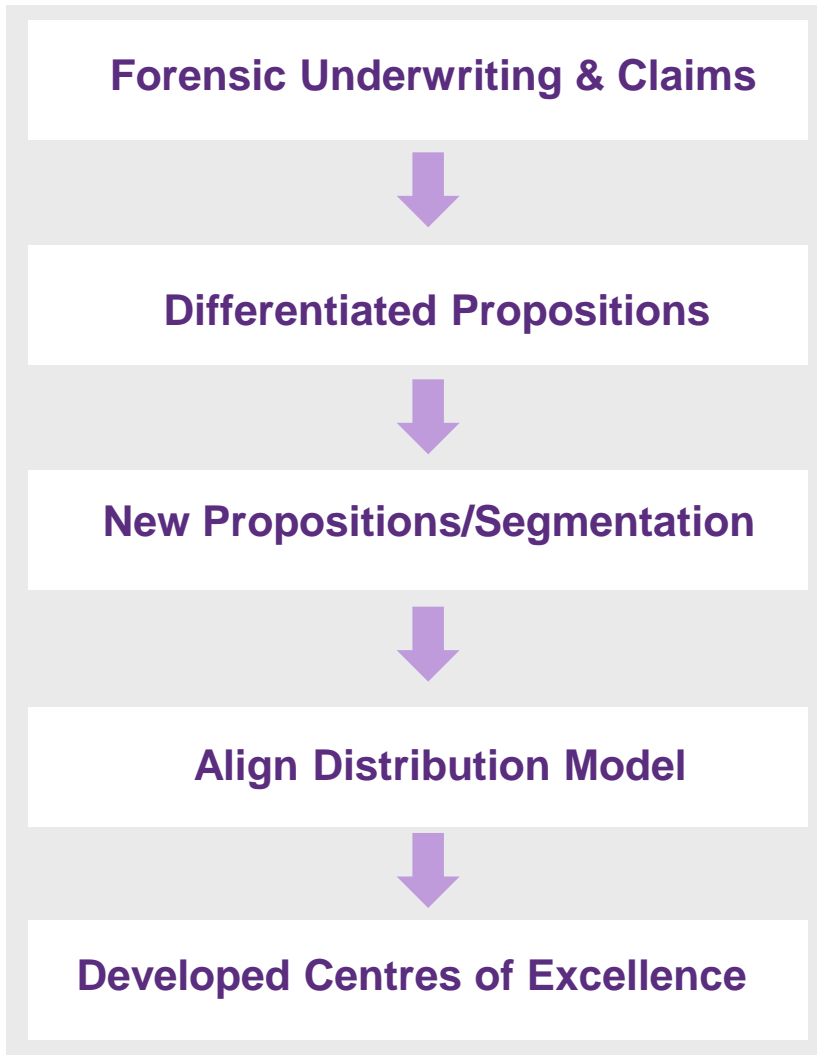 Forensic Underwriting & Claims
Differentiated Propositions
New Propositions/Segmentation
Align Distribution Model
Developed Centres of Excellence